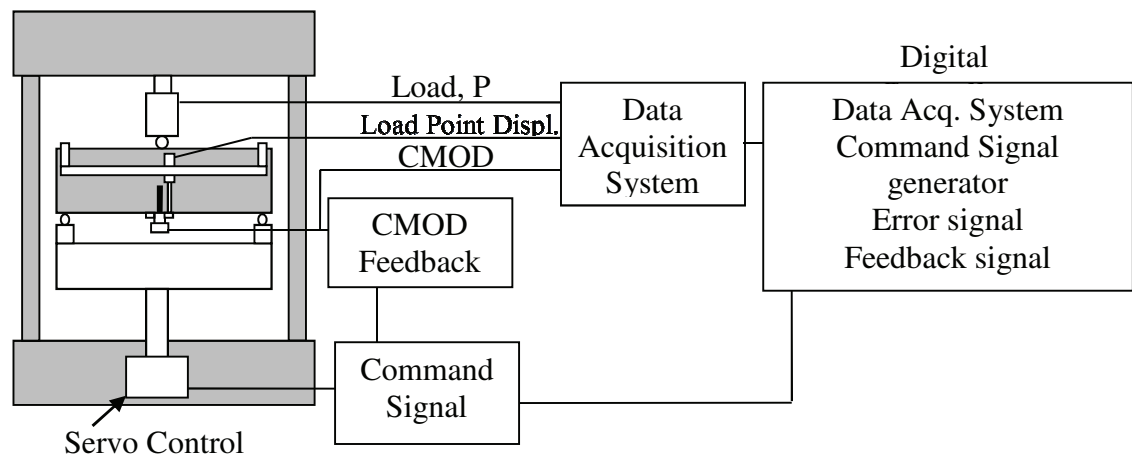 Digital
Load, P
Load Point Displ.
CMOD
Data
Acquisition
System
Data Acq. System
Command Signal
generator
Error signal
Feedback signal
CMOD
Feedback
Command
Signal
Servo Control